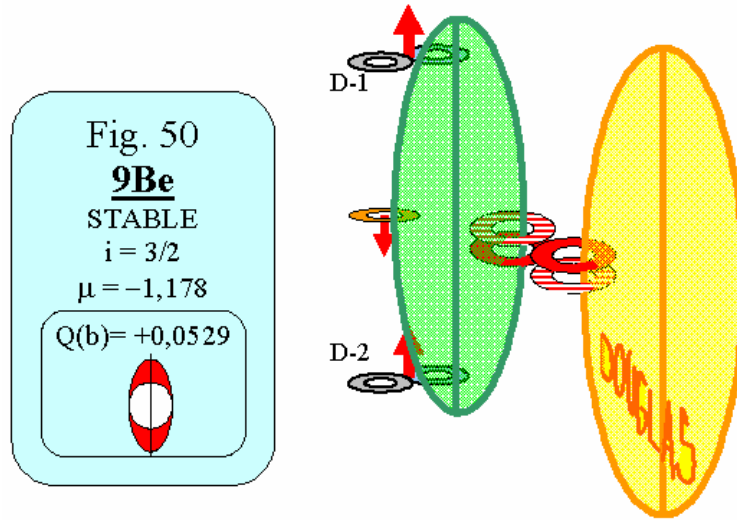 Fig. 50
9Be
STABLE
i = 3/2
μ = –1,178
Q(b)= +0,0529
D-1
D-2
DOUGLAS